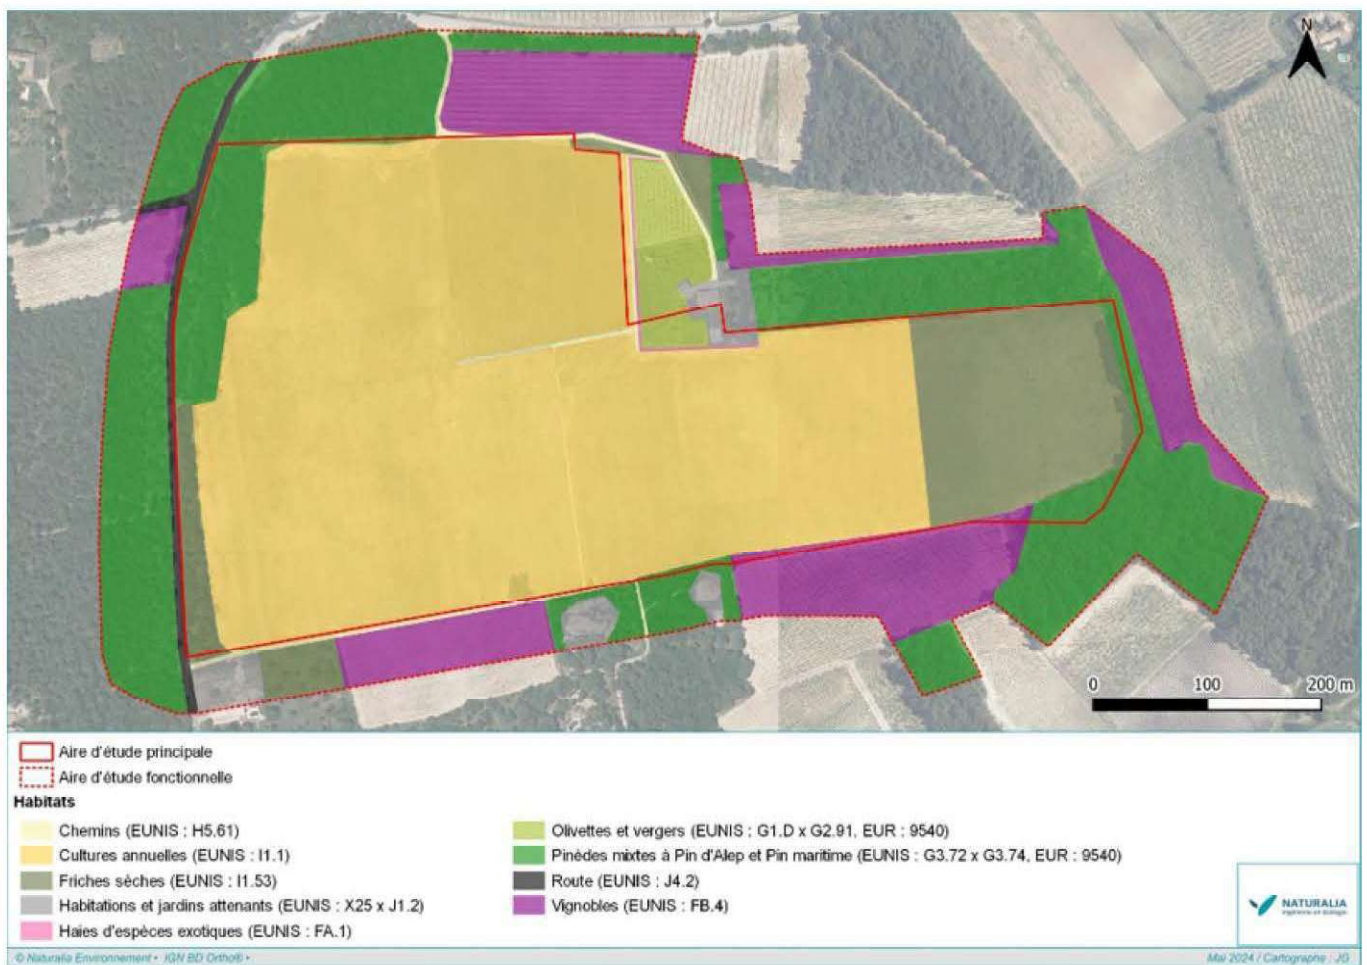 N
0 100 200 m
Aire d'étude principale
Aire d'étude fonctionnelle
Habitats
Chemins (EUNIS : H5.61)
Cultures annuelles (EUNIS : I1.1)
Friches sèches (EUNIS : I1.53)
Habitations et jardins attenants (EUNIS : X25 x J1.2)
Haies d'espèces exotiques (EUNIS : FA.1)
Olivettes et vergers (EUNIS : G1.D x G2.91, EUR : 9540)
Pinèdes mixtes à Pin d'Alep et Pin maritime (EUNIS : G3.72 x G3.74, EUR : 9540)
Route (EUNIS : J4.2)
Vignobles (EUNIS : FB.4)
NATURALIA
Ingénierie en écologie
© Naturalia Environnement • IGN BD Ortho® •
Mai 2024 / Cartographe : JG